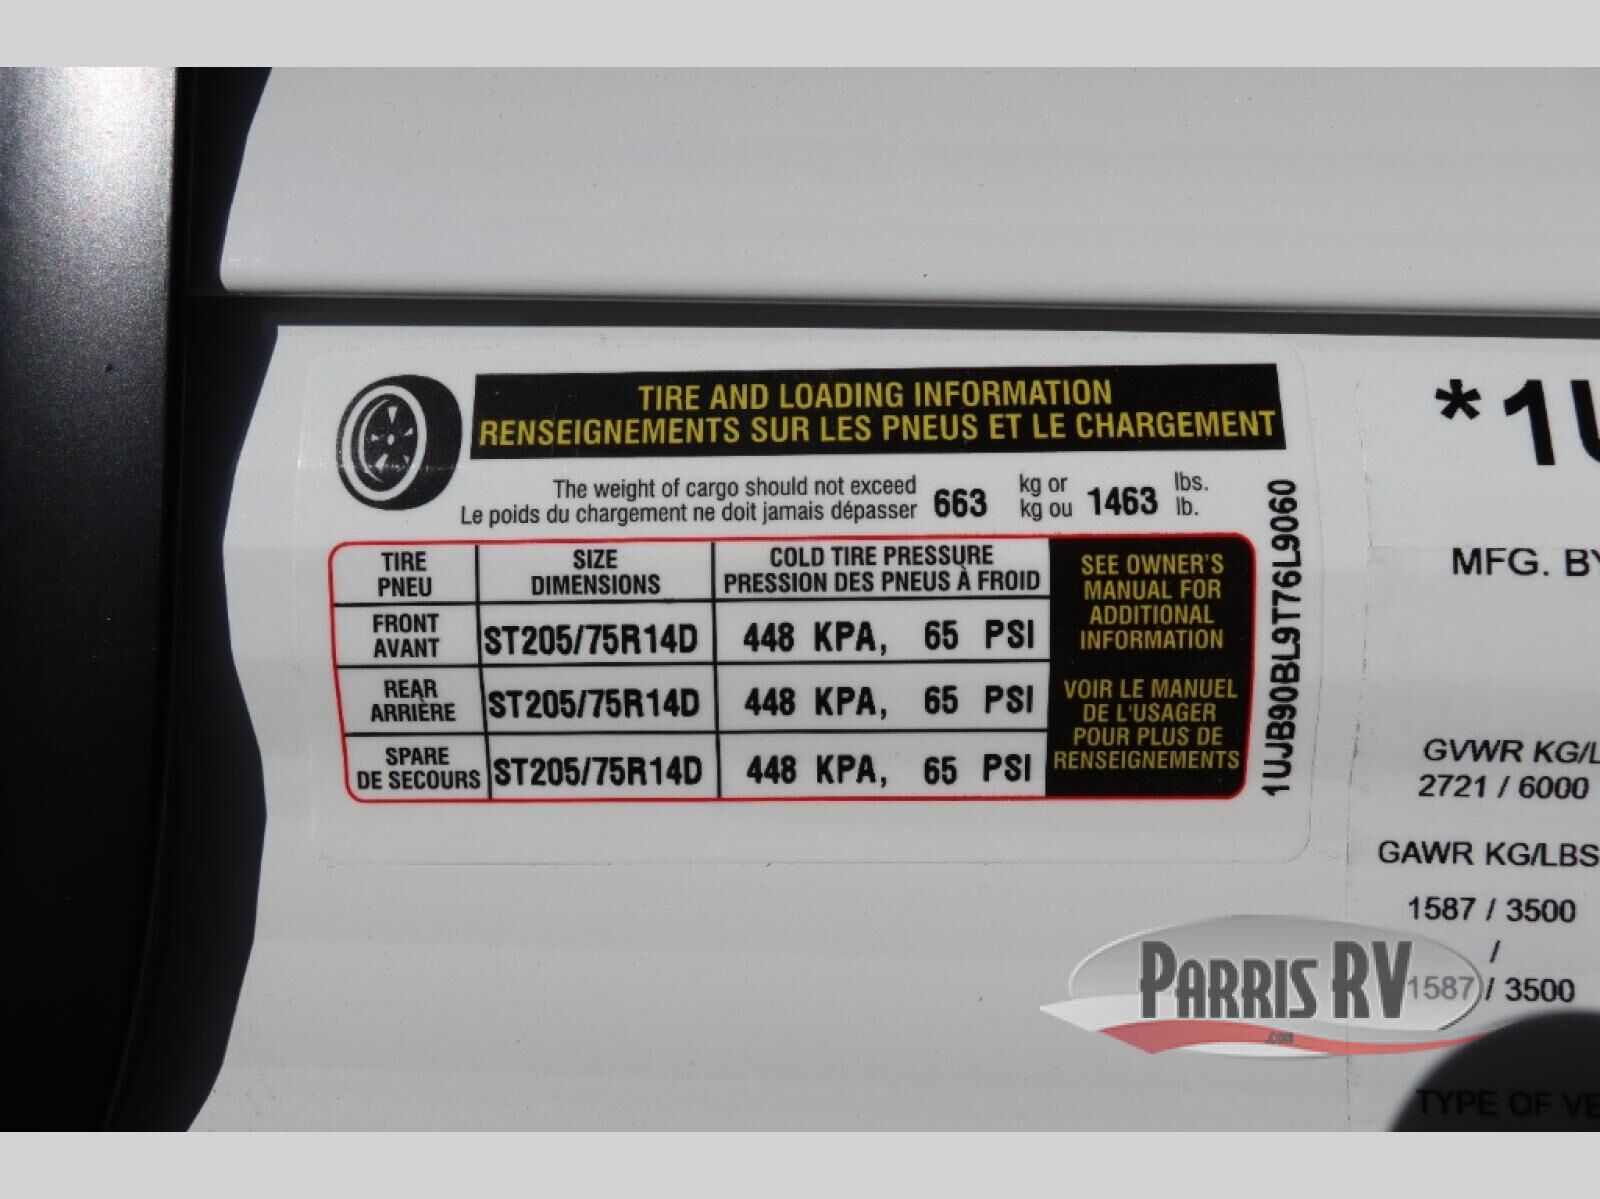 TIRE AND LOADING INFORMATION
RENSEIGNEMENTS SUR LES PNEUS ET LE CHARGEMENT
The weight of cargo should not exceed 663 kg or 1463 lbs.
Le poids du chargement ne doit jamais dépasser kg ou lb.
TIRE SIZE COLD TIRE PRESSURE
PNEU DIMENSIONS PRESSION DES PNEUS À FROID
FRONT
AVANT
ST205/75R14D 448 KPA, 65 PSI
REAR
ARRIÈRE
ST205/75R14D 448 KPA, 65 PSI
SPARE
DE SECOURS
ST205/75R14D 448 KPA, 65 PSI
SEE OWNER'S
MANUAL FOR
ADDITIONAL
INFORMATION
VOIR LE MANUEL
DE L'USAGER
POUR PLUS DE
RENSEIGNEMENTS
1UJB90BL9T76L9060
*1U
MFG. BY
GVWR KG/L
2721 / 6000
GAWR KG/LBS
1587 / 3500
/
1587 / 3500
TYPE OF VE
PARRIS RV
.COM